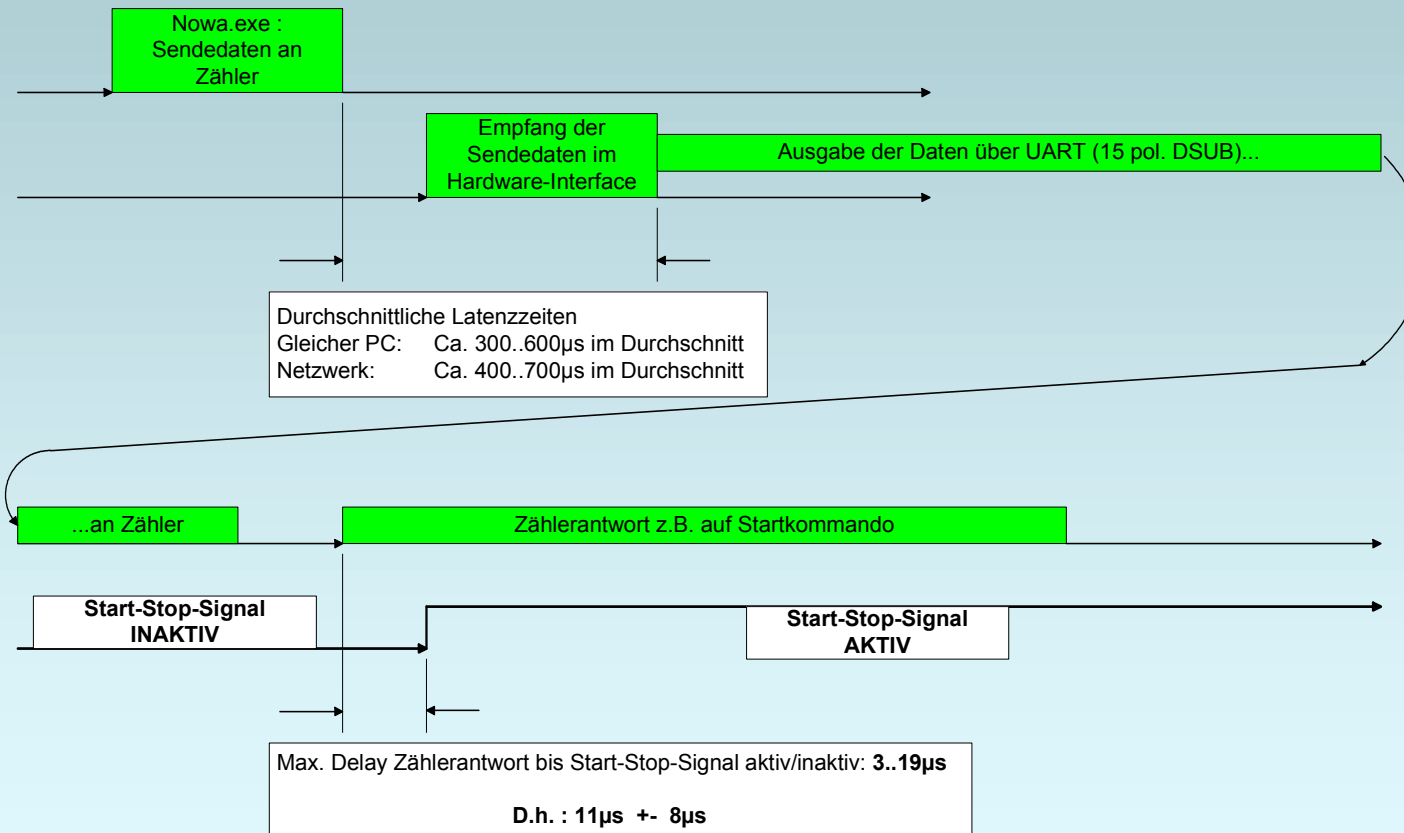 Nowa.exe :
Sendedaten an
Zähler
Empfang der
Sendedaten im
Hardware-Interface
Ausgabe der Daten über UART (15 pol. DSUB)...
Durchschnittliche Latenzzeiten
Gleicher PC: Ca. 300..600µs im Durchschnitt
Netzwerk: Ca. 400..700µs im Durchschnitt
...an Zähler
Zählerantwort z.B. auf Startkommando
Start-Stop-Signal
INAKTIV
Start-Stop-Signal
AKTIV
Max. Delay Zählerantwort bis Start-Stop-Signal aktiv/inaktiv: 3..19µs
D.h. : 11µs +- 8µs